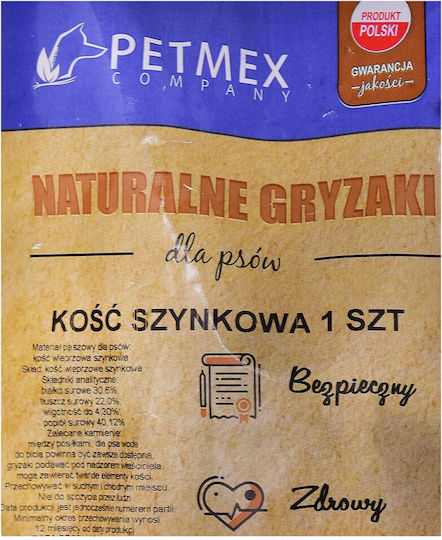 PETMEX
COMPANY
PRODUKT
POLSKI
GWARANCJA
jakości
NATURALNE GRYZAKI
dla psów
KOŚĆ SZYNKOWA 1 SZT
Materiał paszowy dla psów:
kość wieprzowa szynkowa
Skład: kość wieprzowe szynkowa
Składniki analityczne:
białko surowe 30,6%,
tłuszcz surowy 22,0%,
wilgotność do 4,30%,
popiół surowy 40,12%
Zalecane karmienie:
między posiłkami, dla psa woda
do picia powinna być zawsze dostępna,
gryzaki podawać pod nadzorem właściciela,
mogą zawierać twarde elementy kości.
Przechowywać w suchym i chłodnym miejscu
Nie do spożycia przez ludzi
Data produkcji jest jednocześnie numerem partii
Minimalny okres przechowywania wynosi
12 miesięcy od daty produkcji
Bezpieczny
Zdrowy